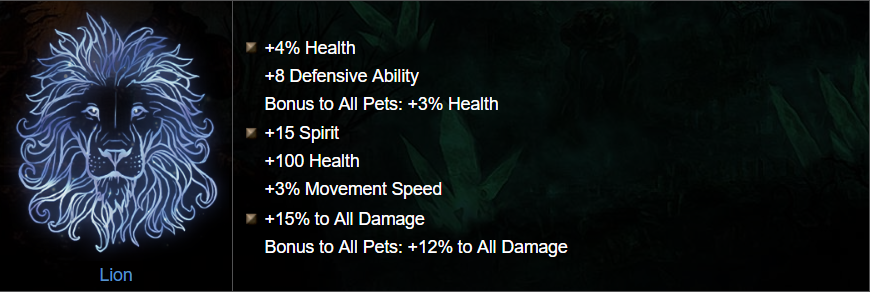 +4% Health
+8 Defensive Ability
Bonus to All Pets: +3% Health
+15 Spirit
+100 Health
+3% Movement Speed
+15% to All Damage
Bonus to All Pets: +12% to All Damage
Lion